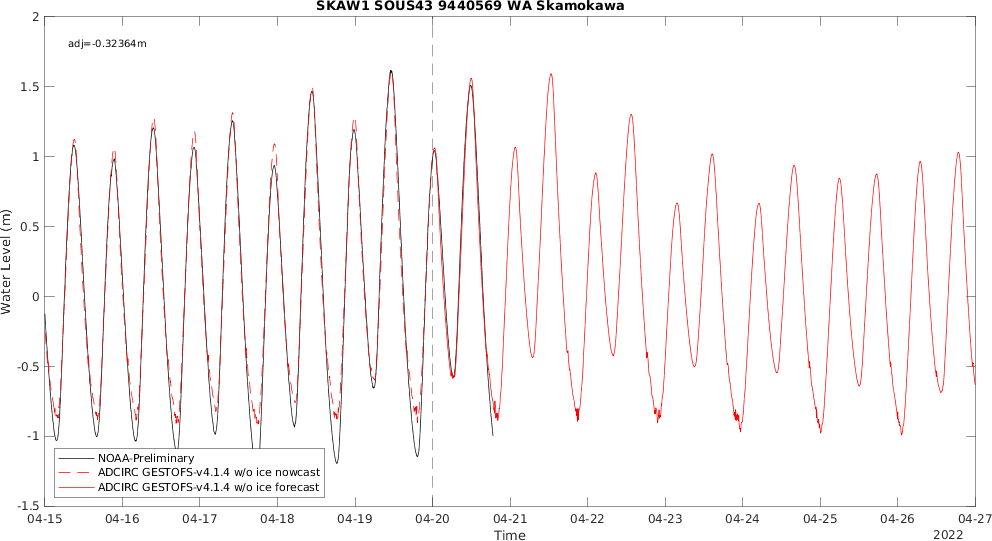 SKAW1 SOUS43 9440569 WA Skamokawa
adj=-0.32364m
2
1.5
1
0.5
0
-0.5
-1
-1.5
Water Level (m)
NOAA-Preliminary
ADCIRC GESTOFS-v4.1.4 w/o ice nowcast
ADCIRC GESTOFS-v4.1.4 w/o ice forecast
04-15 04-16 04-17 04-18 04-19 04-20 04-21 04-22 04-23 04-24 04-25 04-26 04-27
Time
2022